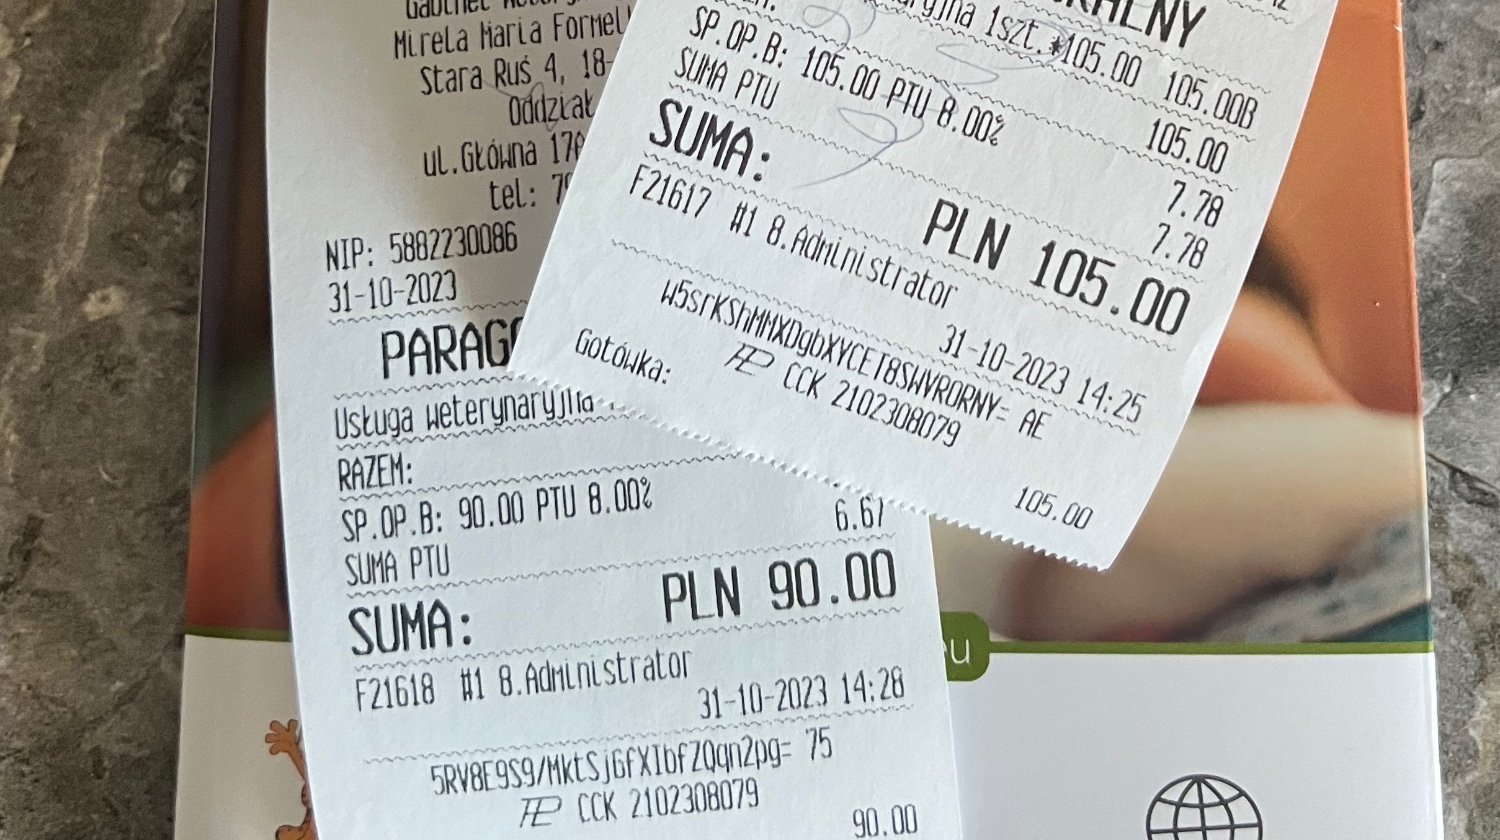 Mirela Maria
Stara Ruś 4, 18-
Oddział
ul.Główna
tel:
NIP: 5882230086
31-10-2023
Usługa weterynaryjna
RAZEM:
SP.OP.B: 90.00 PTU 8.00%
6.67
SUMA PTU
SUMA: PLN 90.00
F21618 #1 8.Administrator
31-10-2023 14:28
5RV8E9S9/MktSjGfXIbfZQqn2pg= 75
CCK 2102308079
90.00
1szt.*105.00 105.00B
105.00
SP.OP.B: 105.00 PTU 8.00% 7.78
SUMA PTU 7.78
SUMA: PLN 105.00
F21617 #1 8.Administrator
31-10-2023 14:25
W5srKShMMXDgbXYCET8SWVRORNY= AE
CCK 2102308079
Gotówka: 105.00